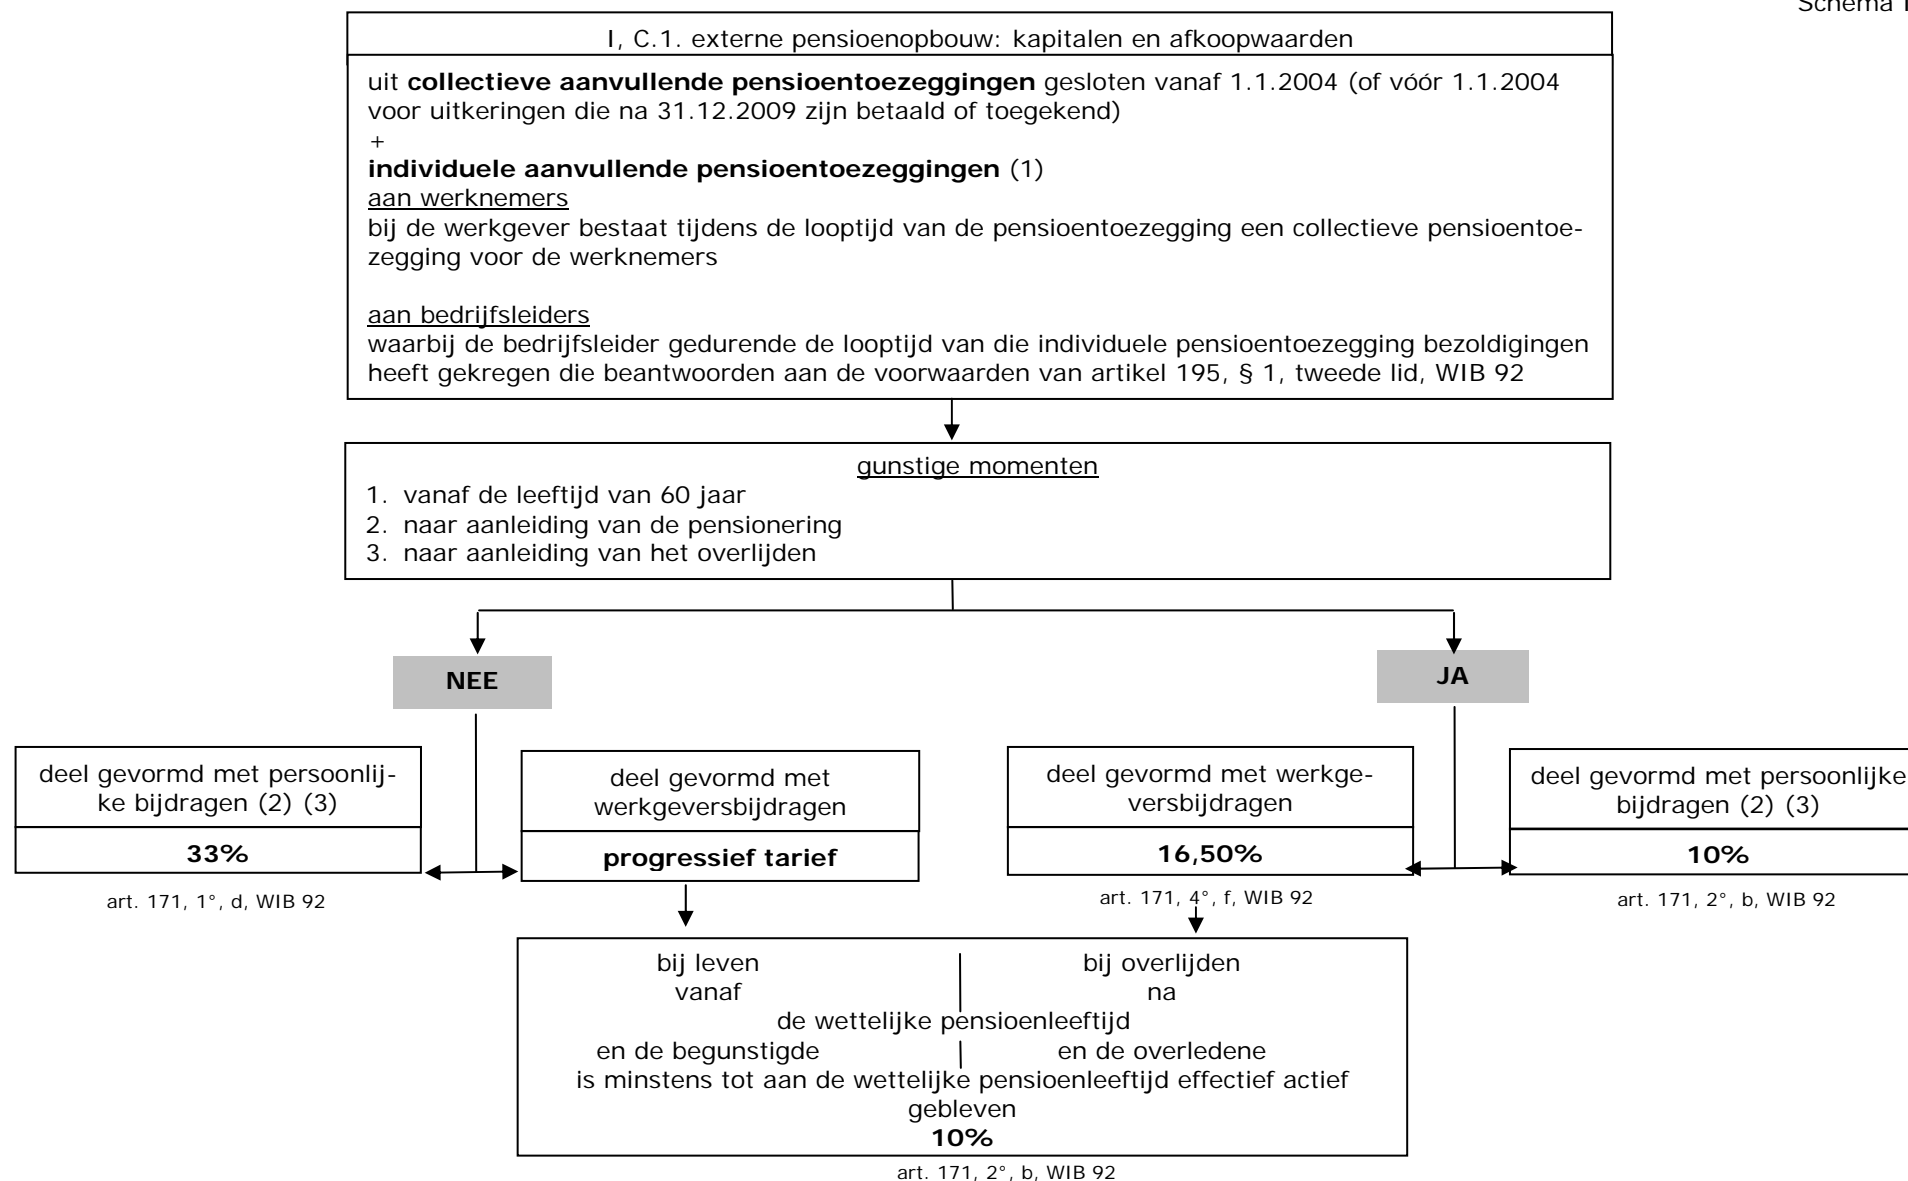 Schema I
I, C.1. externe pensioenopbouw: kapitalen en afkoopwaarden
uit collectieve aanvullende pensioentoezeggingen gesloten vanaf 1.1.2004 (of vóór 1.1.2004
voor uitkeringen die na 31.12.2009 zijn betaald of toegekend)
+
individuele aanvullende pensioentoezeggingen (1)
aan werknemers
bij de werkgever bestaat tijdens de looptijd van de pensioentoezegging een collectieve pensioentoe-
zegging voor de werknemers
aan bedrijfsleiders
waarbij de bedrijfsleider gedurende de looptijd van die individuele pensioentoezegging bezoldigingen
heeft gekregen die beantwoorden aan de voorwaarden van artikel 195, § 1, tweede lid, WIB 92
gunstige momenten
1. vanaf de leeftijd van 60 jaar
2. naar aanleiding van de pensionering
3. naar aanleiding van het overlijden
NEE
JA
deel gevormd met persoonlij-
ke bijdragen (2) (3)
33%
art. 171, 1°, d, WIB 92
deel gevormd met
werkgeversbijdragen
progressief tarief
deel gevormd met werkge-
versbijdragen
16,50%
art. 171, 4°, f, WIB 92
deel gevormd met persoonlijke
bijdragen (2) (3)
10%
art. 171, 2°, b, WIB 92
bij leven bij overlijden
vanaf na
de wettelijke pensioenleeftijd
en de begunstigde en de overledene
is minstens tot aan de wettelijke pensioenleeftijd effectief actief
gebleven
10%
art. 171, 2°, b, WIB 92